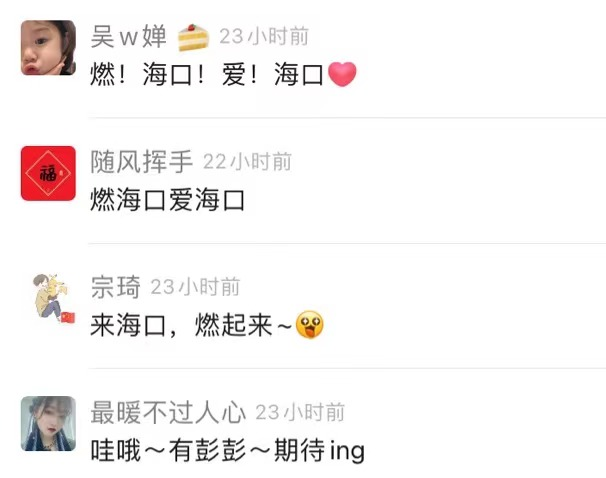 吴w婵 🍰 23小时前
燃！海口！爱！海口❤️
福
随风挥手 22小时前
燃海口爱海口
宗琦 23小时前
来海口，燃起来~🤩
最暖不过人心 23小时前
哇哦～有彭彭～期待ing